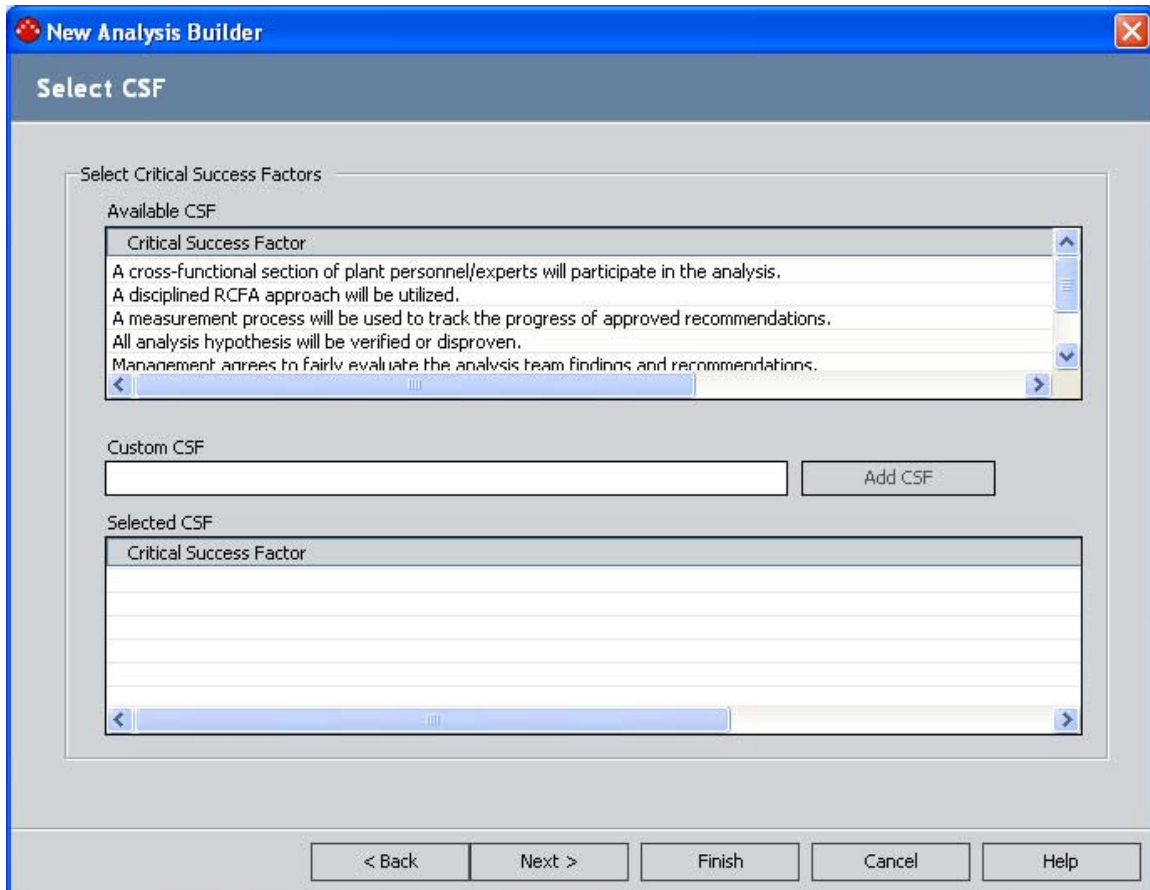 New Analysis Builder
Select CSF
Select Critical Success Factors
Available CSF
Critical Success Factor
A cross-functional section of plant personnel/experts will participate in the analysis.
A disciplined RCFA approach will be utilized.
A measurement process will be used to track the progress of approved recommendations.
All analysis hypothesis will be verified or disproven.
Management agrees to fairly evaluate the analysis team findings and recommendations.
Custom CSF
Add CSF
Selected CSF
Critical Success Factor
< Back Next > Finish Cancel Help